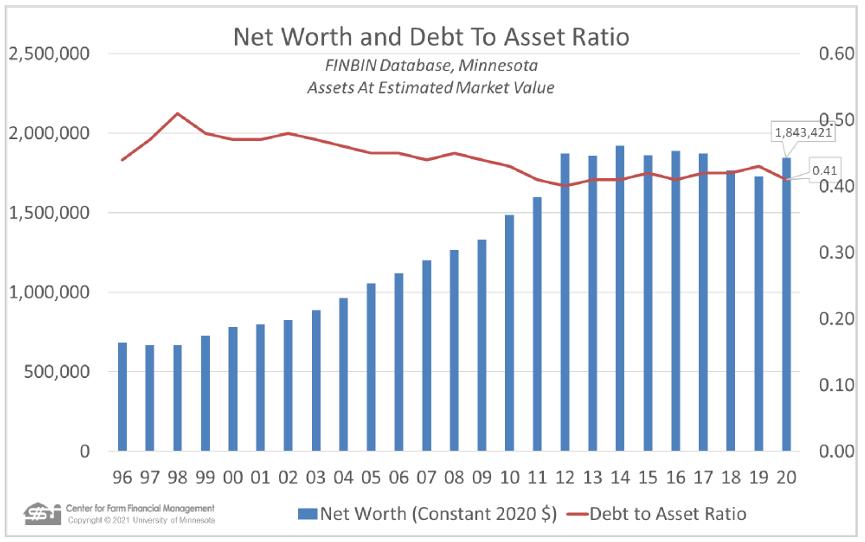 Net Worth and Debt To Asset Ratio
FINBIN Database, Minnesota
Assets At Estimated Market Value
2,500,000
2,000,000
1,500,000
1,000,000
500,000
0
0.60
0.50
0.40
0.30
0.20
0.10
0.00
1,843,421
0.41
96 97 98 99 00 01 02 03 04 05 06 07 08 09 10 11 12 13 14 15 16 17 18 19 20
Center for Farm Financial Management
Copyright © 2021 University of Minnesota
Net Worth (Constant 2020 $) Debt to Asset Ratio